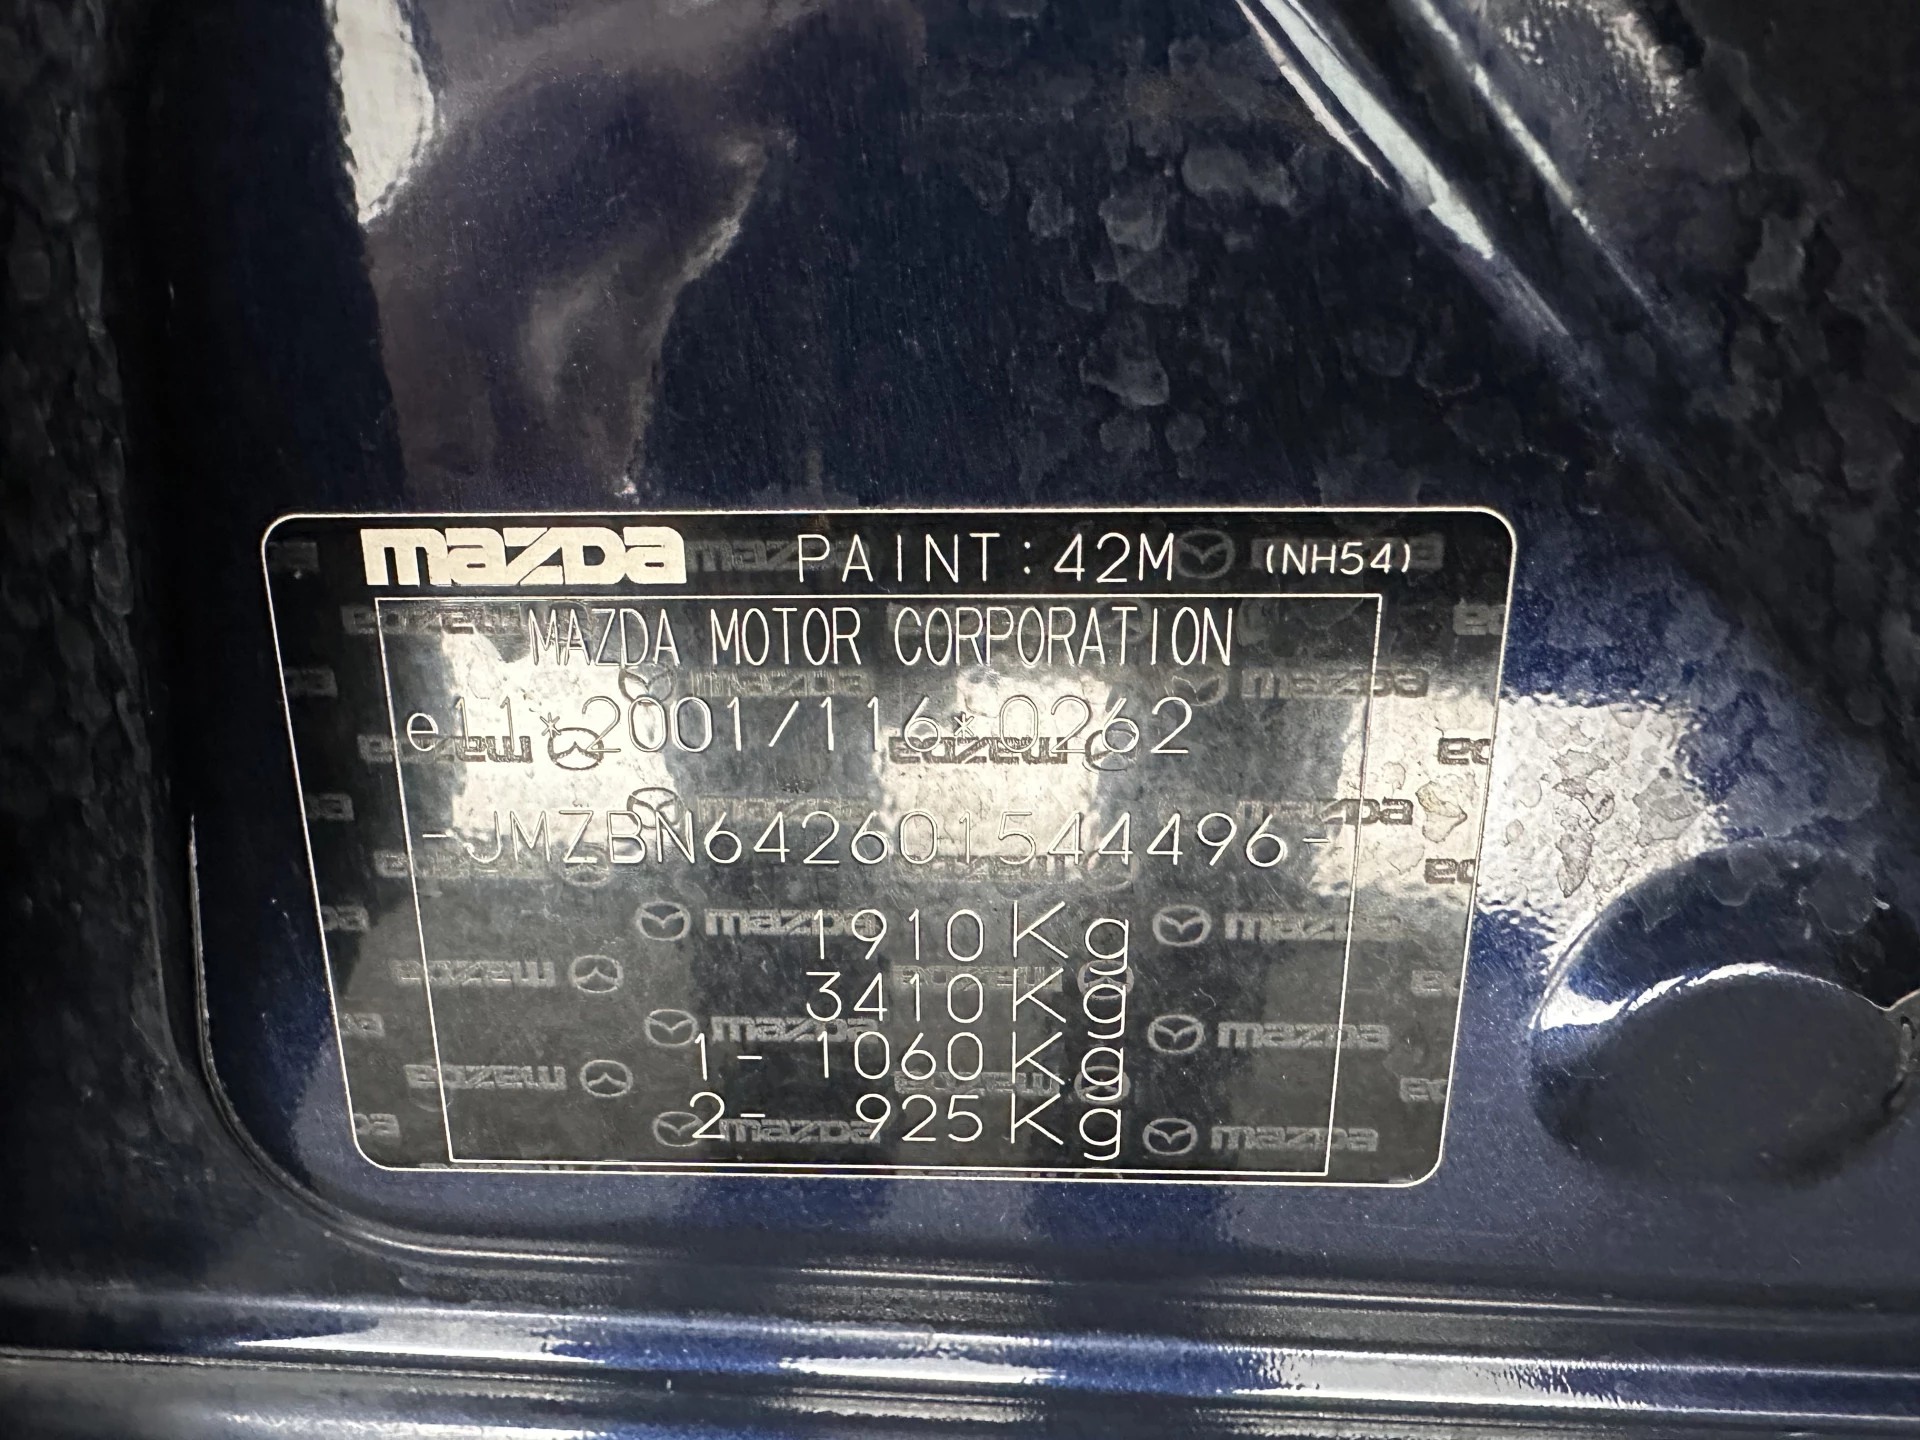 mazda PAINT: 42M (NH54)
MAZDA MOTOR CORPORATION
e11*2001/116*0262
-JMZBN642601544496-
1910Kg
3410Kg
1- 1060Kg
2- 925Kg